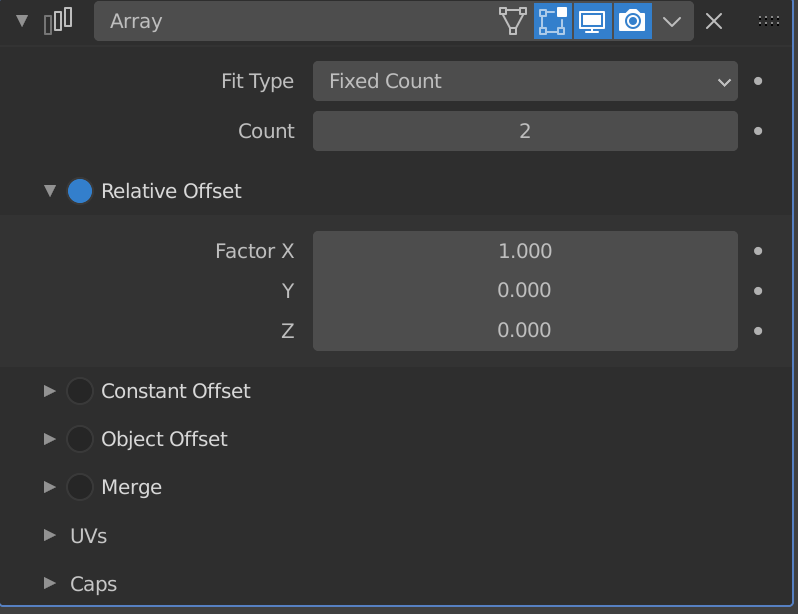 Array
Fit Type Fixed Count
Count 2
Relative Offset
Factor X 1.000
Y 0.000
Z 0.000
Constant Offset
Object Offset
Merge
UVs
Caps